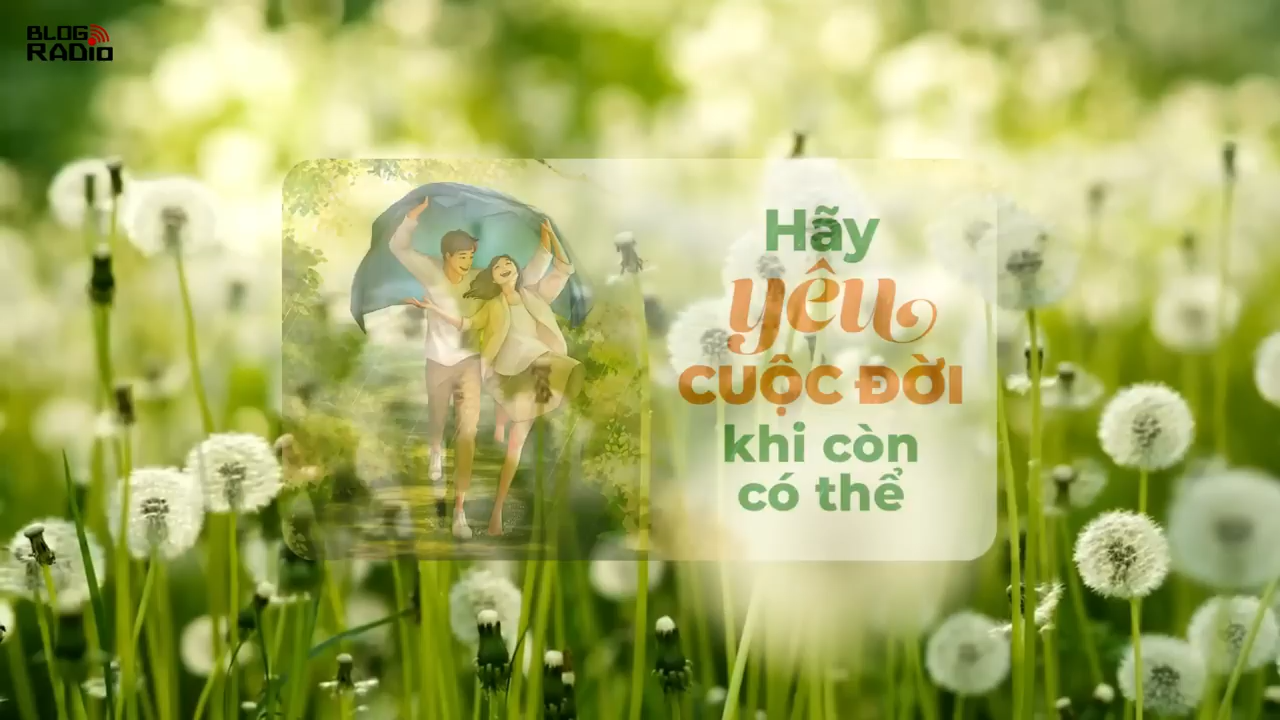 BLOG
RADIO
Hãy
yêu
CUỘC ĐỜI
khi còn
có thể